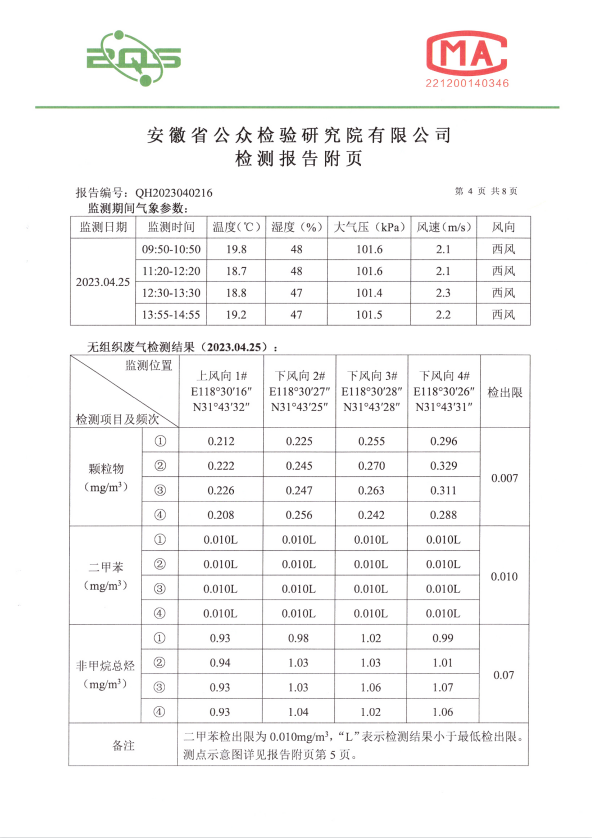 PQS
MA
221200140346
安徽省公众检验研究院有限公司
检测报告附页
报告编号：QH2023040216 第 4 页 共8页
监测期间气象参数：
监测日期 监测时间 温度(℃) 湿度（%） 大气压（kPa） 风速（m/s） 风向
2023.04.25
09:50-10:50 19.8 48 101.6 2.1 西风
11:20-12:20 18.7 48 101.6 2.1 西风
12:30-13:30 18.8 47 101.4 2.3 西风
13:55-14:55 19.2 47 101.5 2.2 西风
无组织废气检测结果（2023.04.25）：
监测位置
检测项目及频次
上风向 1# 下风向 2# 下风向 3# 下风向 4# 检出限
E118°30′16″ E118°30′27″ E118°30′28″ E118°30′26″
N31°43′32″ N31°43′25″ N31°43′28″ N31°43′31″
颗粒物
（mg/m³）
① 0.212 0.225 0.255 0.296
② 0.222 0.245 0.270 0.329
③ 0.226 0.247 0.263 0.311
④ 0.208 0.256 0.242 0.288
0.007
二甲苯
（mg/m³）
① 0.010L 0.010L 0.010L 0.010L
② 0.010L 0.010L 0.010L 0.010L
③ 0.010L 0.010L 0.010L 0.010L
④ 0.010L 0.010L 0.010L 0.010L
0.010
非甲烷总烃
（mg/m³）
① 0.93 0.98 1.02 0.99
② 0.94 1.03 1.03 1.01
③ 0.93 1.03 1.06 1.07
④ 0.93 1.04 1.02 1.06
0.07
备注
二甲苯检出限为 0.010mg/m³，“L”表示检测结果小于最低检出限。
测点示意图详见报告附页第 5 页。